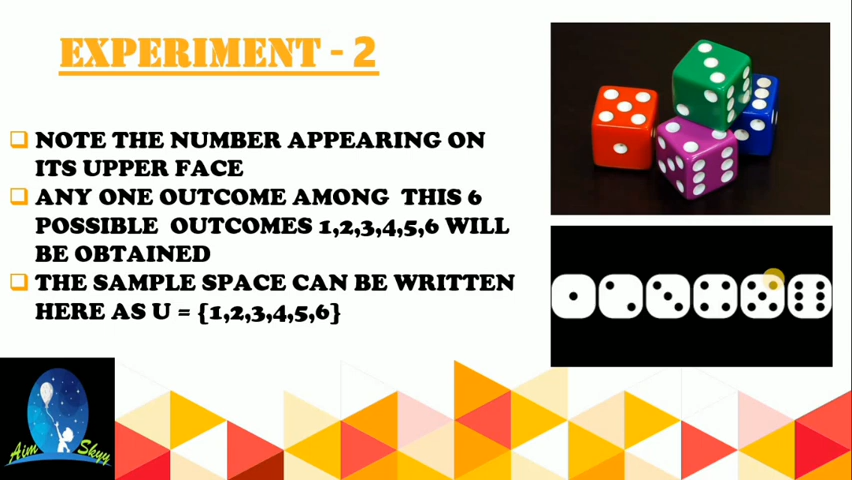 EXPERIMENT - 2
NOTE THE NUMBER APPEARING ON
ITS UPPER FACE
ANY ONE OUTCOME AMONG THIS 6
POSSIBLE OUTCOMES 1,2,3,4,5,6 WILL
BE OBTAINED
THE SAMPLE SPACE CAN BE WRITTEN
HERE AS U = {1,2,3,4,5,6}
Aim Skyy